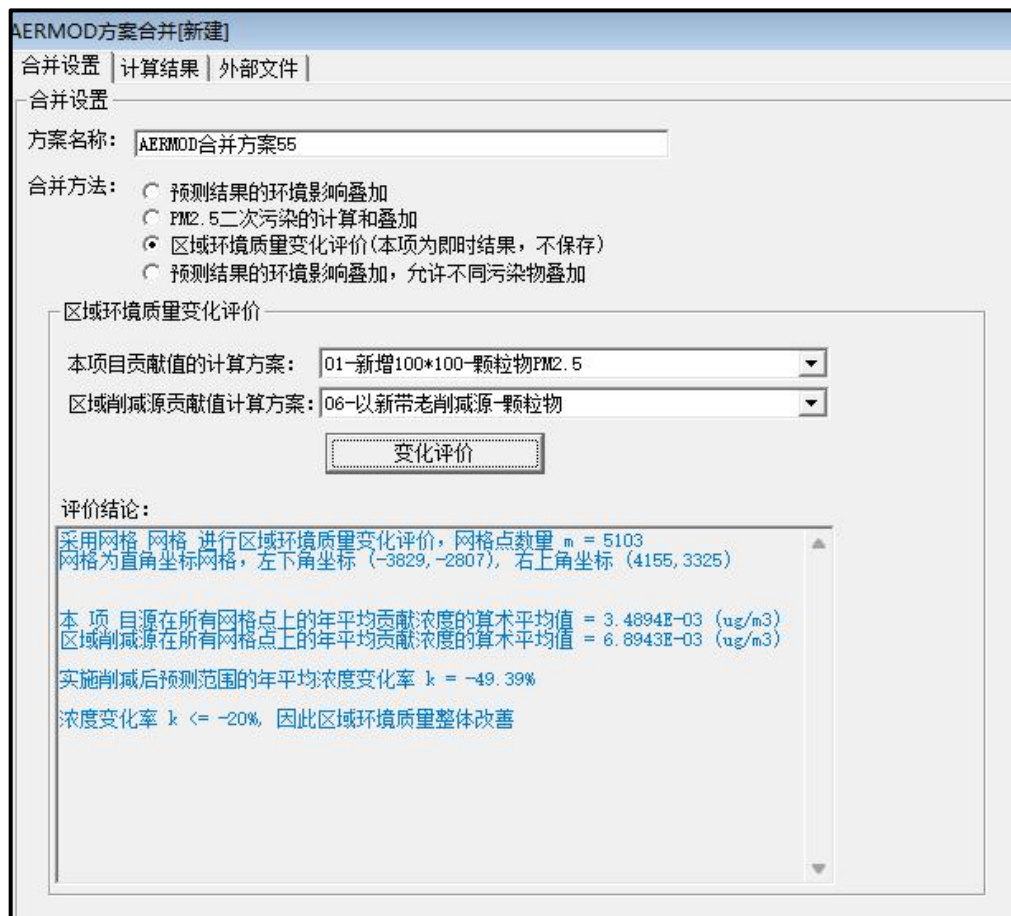 AERMOD方案合并[新建]
合并设置 计算结果 外部文件
合并设置
方案名称： AERMOD合并方案55
合并方法： 预测结果的环境影响叠加
PM2.5二次污染的计算和叠加
区域环境质量变化评价(本项为即时结果，不保存)
预测结果的环境影响叠加，允许不同污染物叠加
区域环境质量变化评价
本项目贡献值的计算方案： 01-新增100*100-颗粒物PM2.5
区域削减源贡献值计算方案： 06-以新带老削减源-颗粒物
变化评价
评价结论：
采用网格 网格 进行区域环境质量变化评价，网格点数量 m = 5103
网格为直角坐标网格，左下角坐标 (-3829,-2807), 右上角坐标 (4155,3325)
本 项 目源在所有网格点上的年平均贡献浓度的算术平均值 = 3.4894E-03 (ug/m3)
区域削减源在所有网格点上的年平均贡献浓度的算术平均值 = 6.8943E-03 (ug/m3)
实施削减后预测范围的年平均浓度变化率 k = -49.39%
浓度变化率 k <= -20%, 因此区域环境质量整体改善